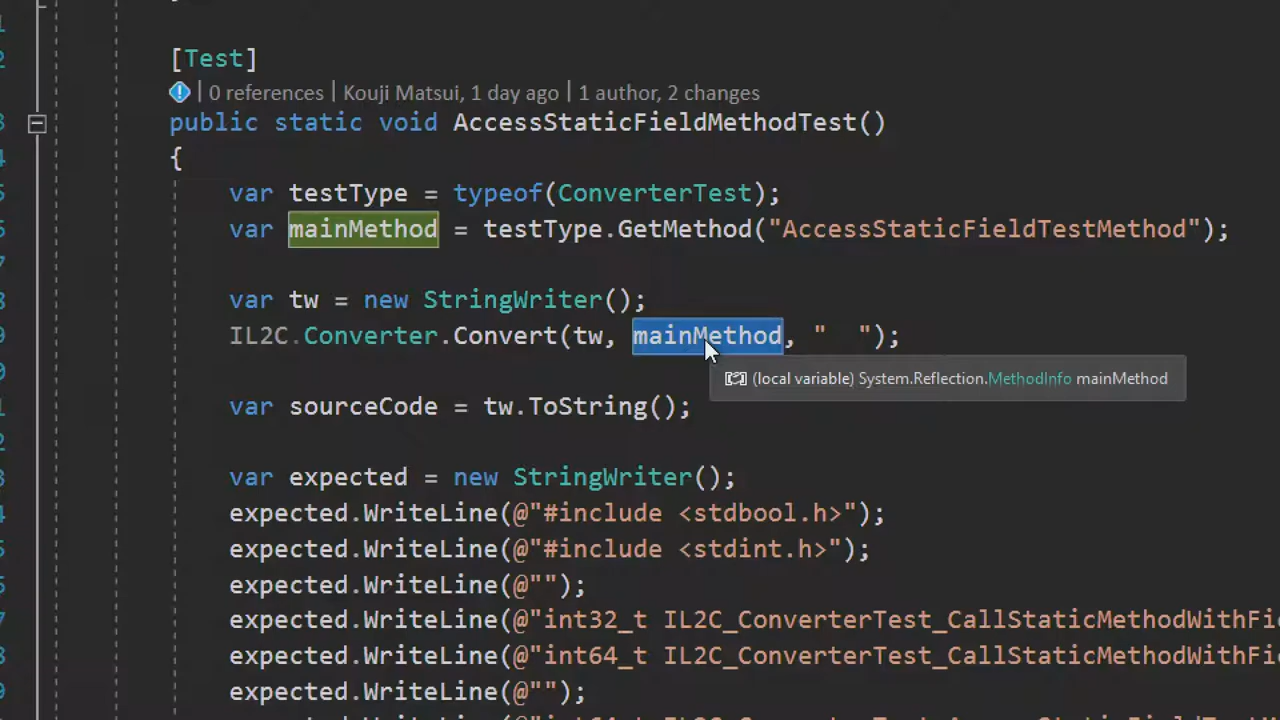 [Test]
0 references | Kouji Matsui, 1 day ago | 1 author, 2 changes
public static void AccessStaticFieldMethodTest()
{
var testType = typeof(ConverterTest);
var mainMethod = testType.GetMethod("AccessStaticFieldTestMethod");
var tw = new StringWriter();
IL2C.Converter.Convert(tw, mainMethod, "  ");
(local variable) System.Reflection.MethodInfo mainMethod
var sourceCode = tw.ToString();
var expected = new StringWriter();
expected.WriteLine(@"#include <stdbool.h>");
expected.WriteLine(@"#include <stdint.h>");
expected.WriteLine(@"");
expected.WriteLine(@"int32_t IL2C_ConverterTest_CallStaticMethodWithFi
expected.WriteLine(@"int64_t IL2C_ConverterTest_CallStaticMethodWithFi
expected.WriteLine(@"");